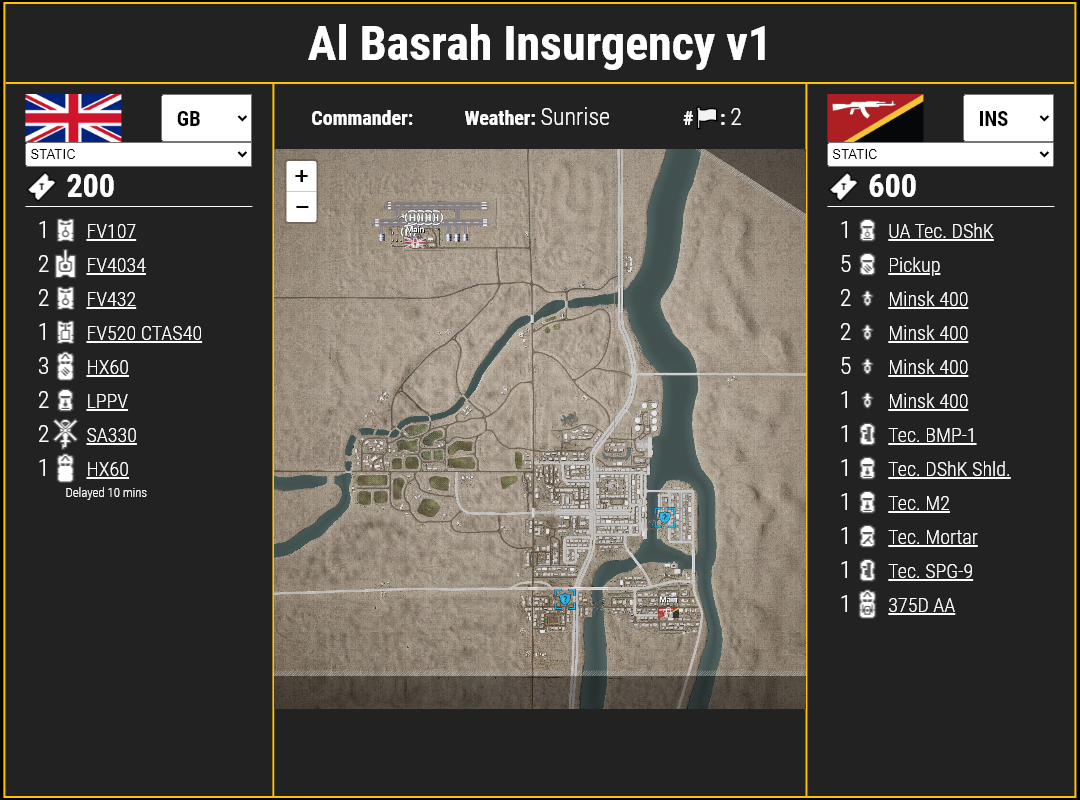 Al Basrah Insurgency v1
GB
STATIC
200
1 FV107
2 FV4034
2 FV432
1 FV520 CTAS40
3 HX60
2 LPPV
2 SA330
1 HX60
Delayed 10 mins
Commander:
Weather: Sunrise
#: 2
+
−
HHHH
Main
?
?
Main
INS
STATIC
600
1 UA Tec. DShK
5 Pickup
2 Minsk 400
2 Minsk 400
5 Minsk 400
1 Minsk 400
1 Tec. BMP-1
1 Tec. DShK Shld.
1 Tec. M2
1 Tec. Mortar
1 Tec. SPG-9
1 375D AA